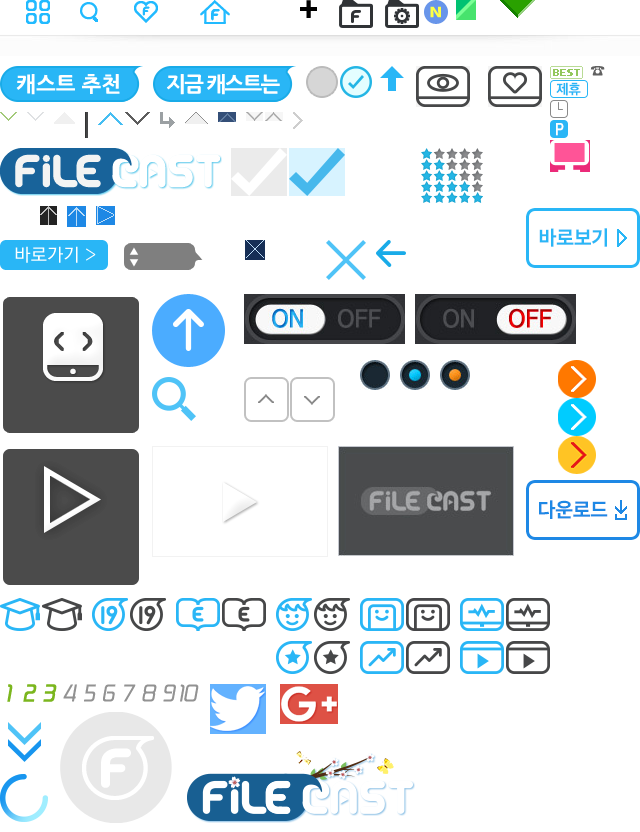 F F F N
캐스트 추천 지금 캐스트는 BEST
제휴
P
FiLE CAST
바로보기
바로가기 >
ON OFF ON OFF
FiLE CAST
다운로드
19 19 E E
1 2 3 4 5 6 7 8 9 10
G+
F
FiLE CAST